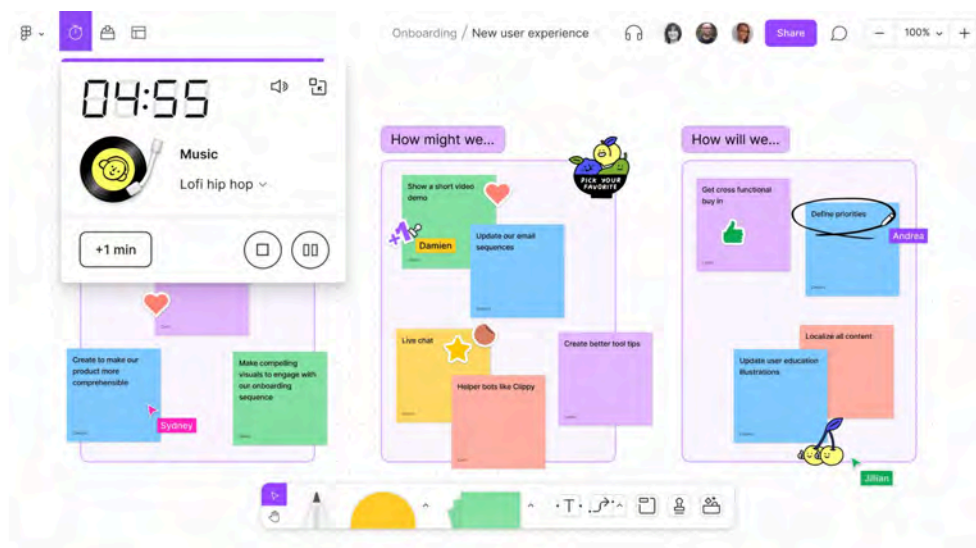 Onboarding / New user experience
Share
100%
04:55
Music
Lofi hip hop
+1 min
Create to make our
product more
comprehensible
Sydney
Make compelling
visuals to engage with
our onboarding
sequence
How might we...
PICK YOUR
FAVORITE
Show a short video
demo
+1
Damien
Update our email
sequences
Live chat
Helper bots like Clippy
Create better tool tips
How will we...
Get cross functional
buy in
Define priorities
Andrea
Localize all content
Update user education
illustrations
Jillian
T